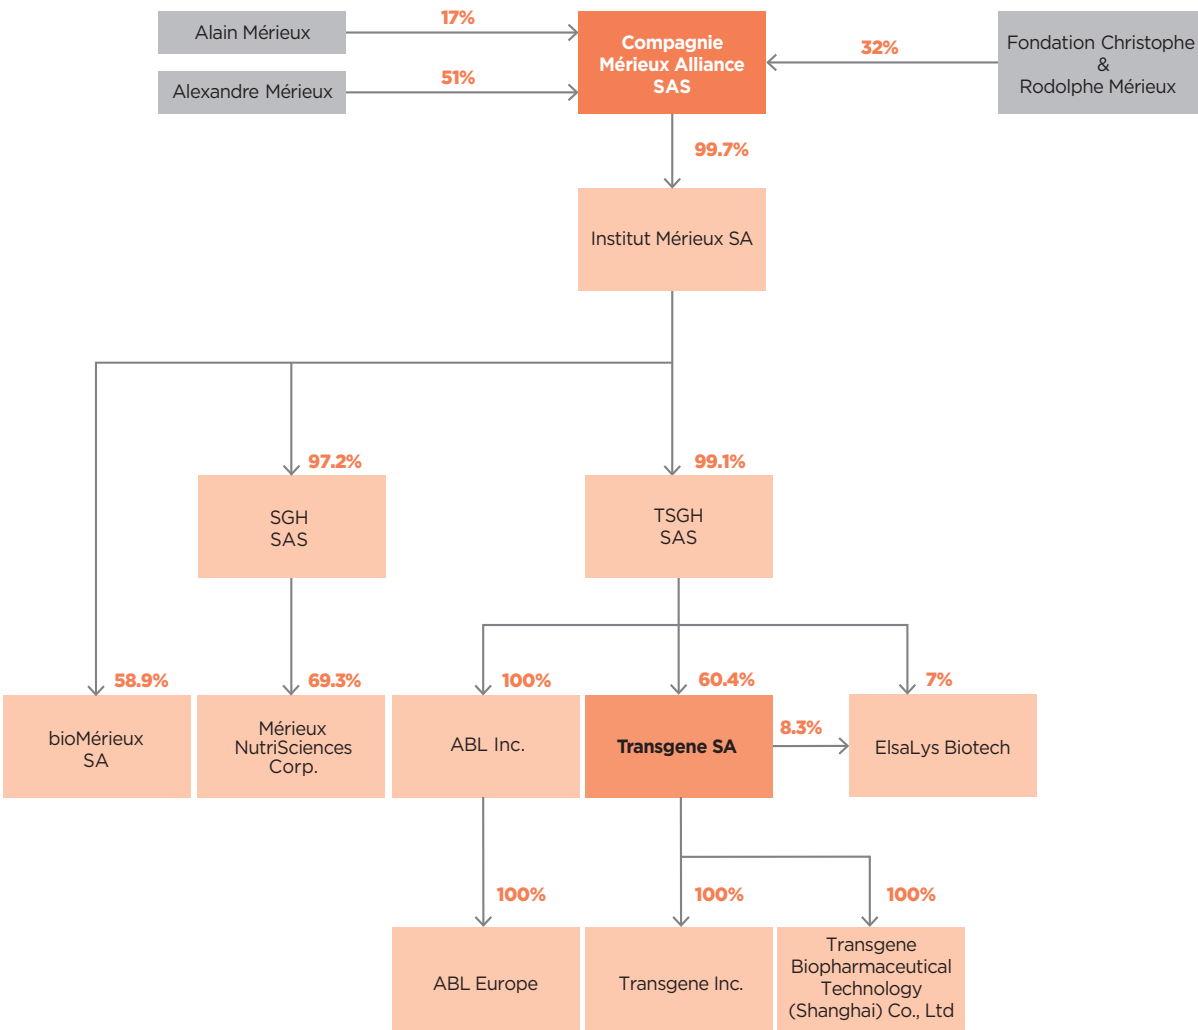 Alain Mérieux
17%
Compagnie
Mérieux Alliance
SAS
32%
Fondation Christophe
&
Rodolphe Mérieux
Alexandre Mérieux
51%
99.7%
Institut Mérieux SA
97.2%
99.1%
SGH
SAS
TSGH
SAS
58.9%
69.3%
100%
60.4%
7%
bioMérieux
SA
Mérieux
NutriSciences
Corp.
ABL Inc.
Transgene SA
8.3%
ElsaLys Biotech
100%
100%
100%
ABL Europe
Transgene Inc.
Transgene
Biopharmaceutical
Technology
(Shanghai) Co., Ltd